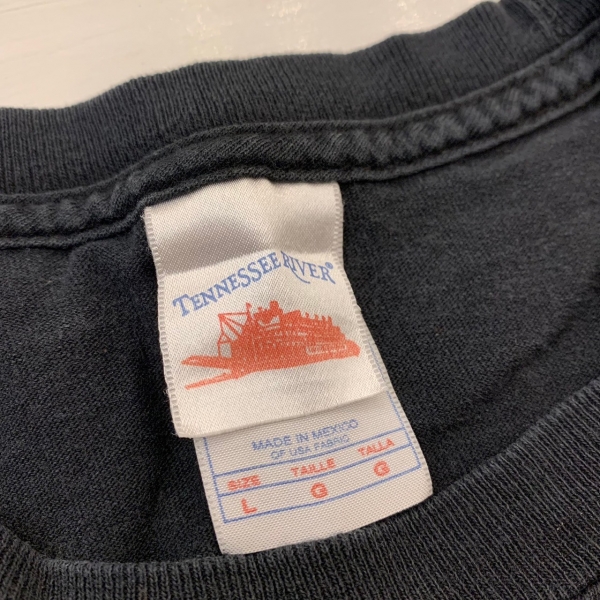 TENNESSEE RIVER®
MADE IN MEXICO
OF USA FABRIC
SIZE TAILLE TALLA
L G G